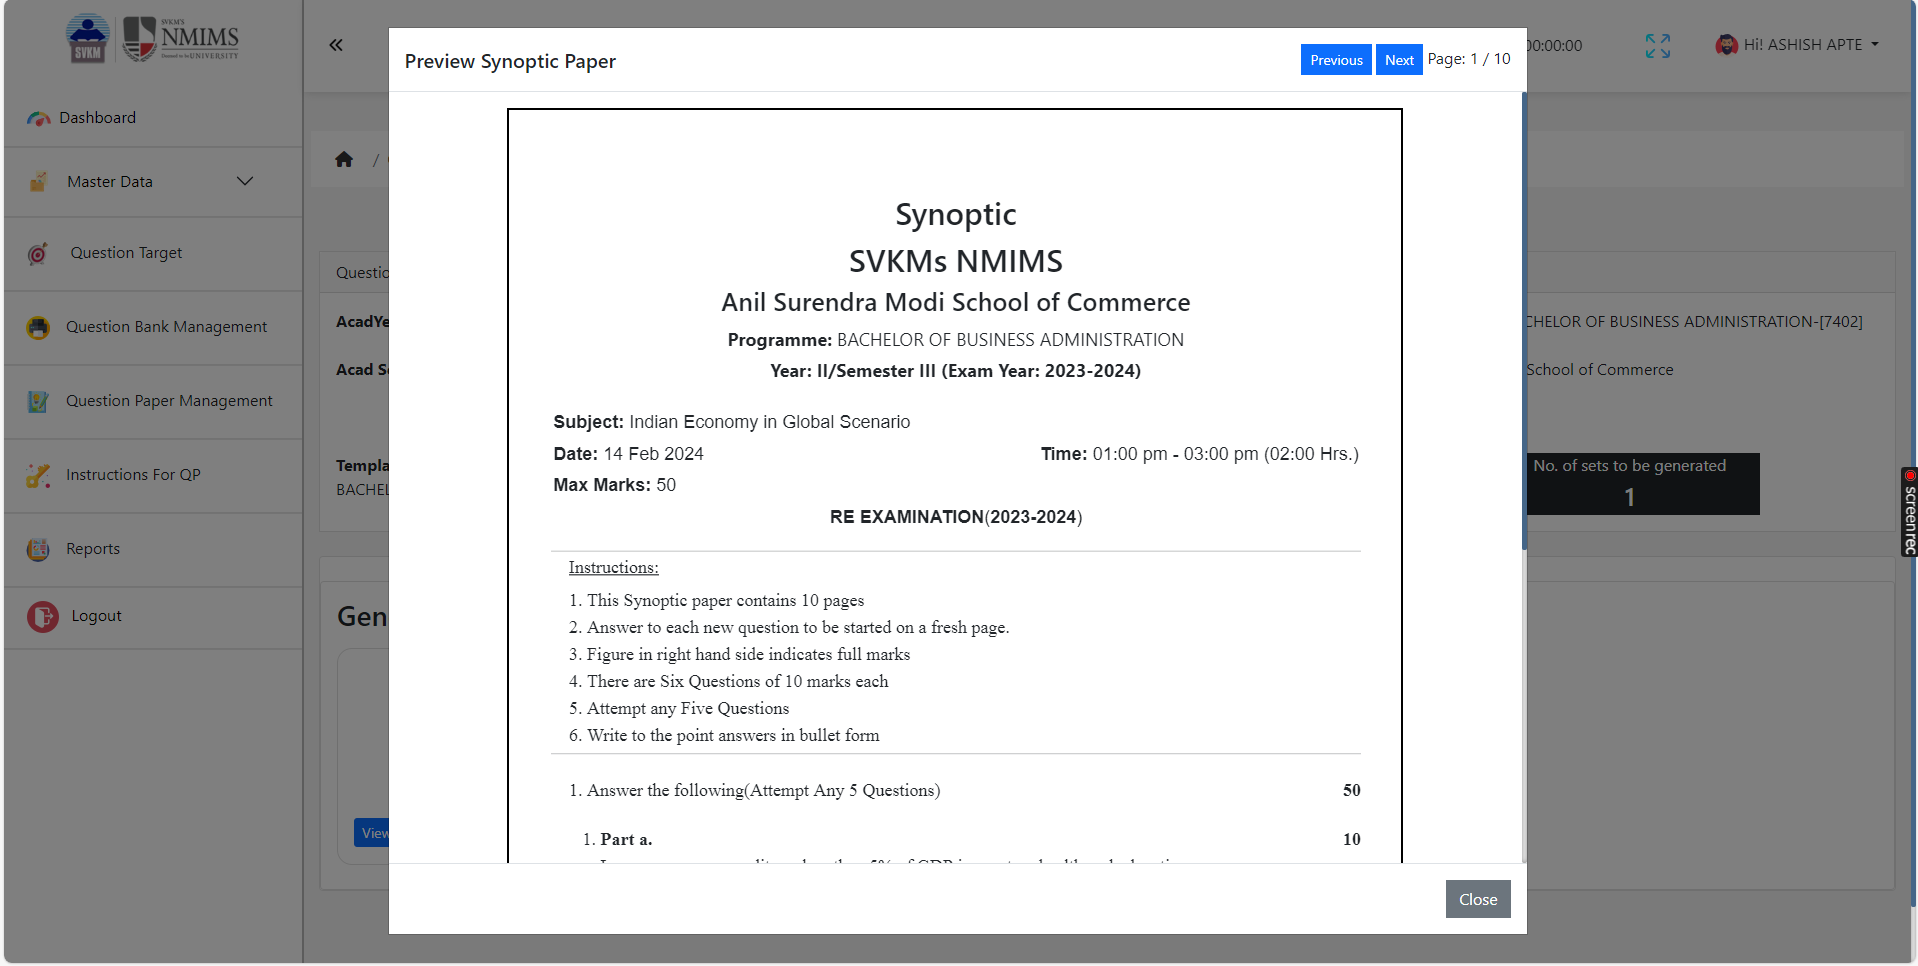 SVKM
SVKM'S
NMIMS
Deemed to be UNIVERSITY
Dashboard
Master Data
Question Target
Question Bank Management
Question Paper Management
Instructions For QP
Reports
Logout
00:00:00
Hi! ASHISH APTE
/
Preview Synoptic Paper
Previous
Next
Page: 1 / 10
Synoptic
SVKMs NMIMS
Anil Surendra Modi School of Commerce
Programme: BACHELOR OF BUSINESS ADMINISTRATION
Year: II/Semester III (Exam Year: 2023-2024)
Subject: Indian Economy in Global Scenario
Date: 14 Feb 2024
Time: 01:00 pm - 03:00 pm (02:00 Hrs.)
Max Marks: 50
RE EXAMINATION(2023-2024)
Instructions:
1. This Synoptic paper contains 10 pages
2. Answer to each new question to be started on a fresh page.
3. Figure in right hand side indicates full marks
4. There are Six Questions of 10 marks each
5. Attempt any Five Questions
6. Write to the point answers in bullet form
1. Answer the following(Attempt Any 5 Questions) 50
1. Part a. 10
Close
Questio
AcadYe
CHELOR OF BUSINESS ADMINISTRATION-[7402]
Acad S
School of Commerce
Templa
BACHEL
No. of sets to be generated
1
Gen
View
screenrec